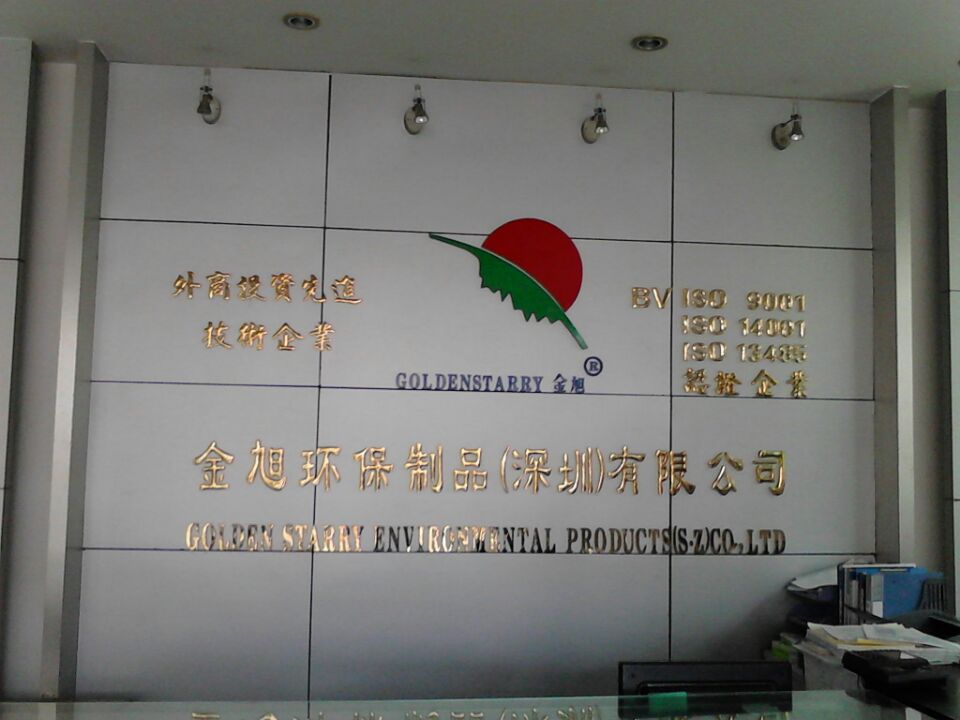 外商投資先進
技術企業
BV ISO 9001
ISO 14001
ISO 13485
認證企業
GOLDENSTARRY 金旭
®
金旭环保制品(深圳)有限公司
GOLDEN STARRY ENVIRONMENTAL PRODUCTS(S.Z)CO.,LTD